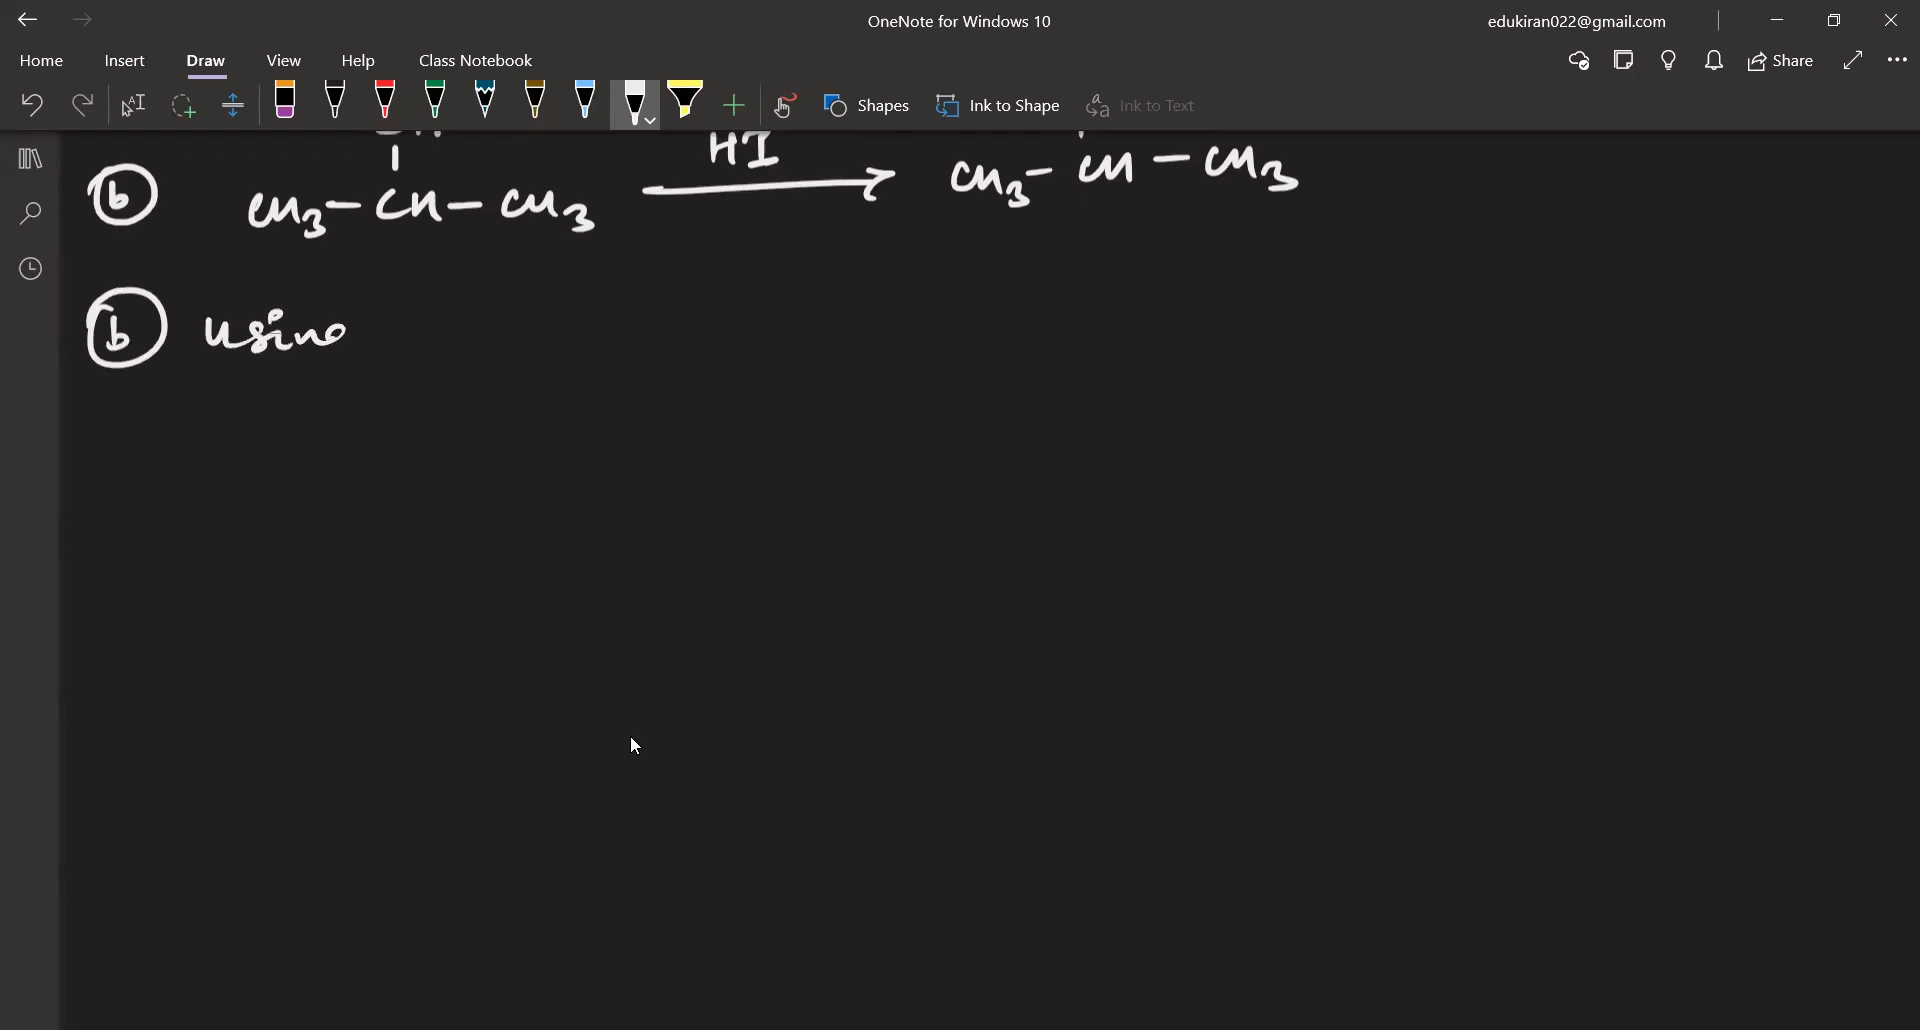 OneNote for Windows 10
edukiran022@gmail.com
Home Insert Draw View Help Class Notebook
Share
Shapes Ink to Shape Ink to Text
HI
b CH3-CH-CH3 CH3-CH-CH3
b Using